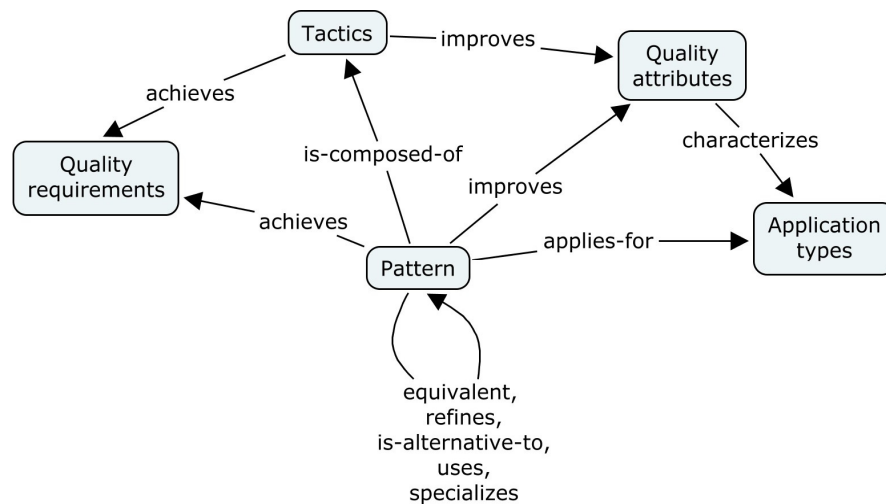 Tactics
improves
Quality
attributes
achieves
characterizes
Quality
requirements
is-composed-of
improves
achieves
applies-for
Application
types
Pattern
equivalent,
refines,
is-alternative-to,
uses,
specializes